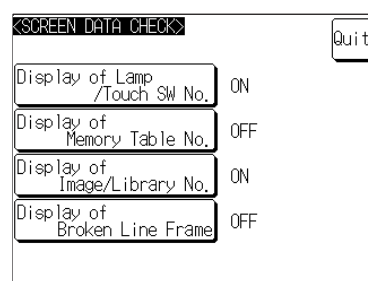 <SCREEN DATA CHECK>
Quit
Display of Lamp
/Touch SW No.
ON
Display of
Memory Table No.
OFF
Display of
Image/Library No.
ON
Display of
Broken Line Frame
OFF